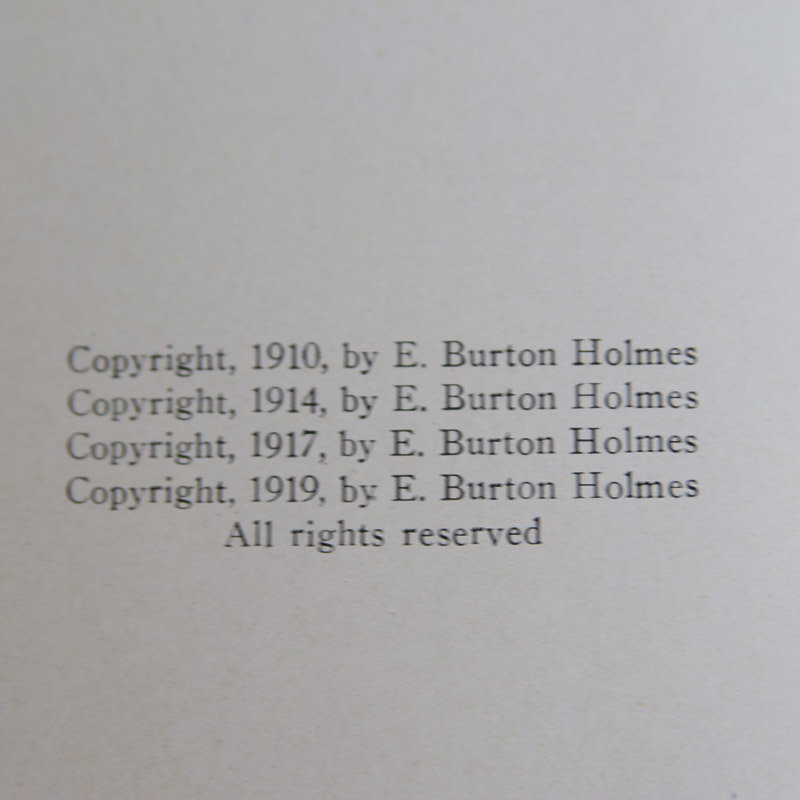 Copyright, 1910, by E. Burton Holmes
Copyright, 1914, by E. Burton Holmes
Copyright, 1917, by E. Burton Holmes
Copyright, 1919, by E. Burton Holmes
All rights reserved